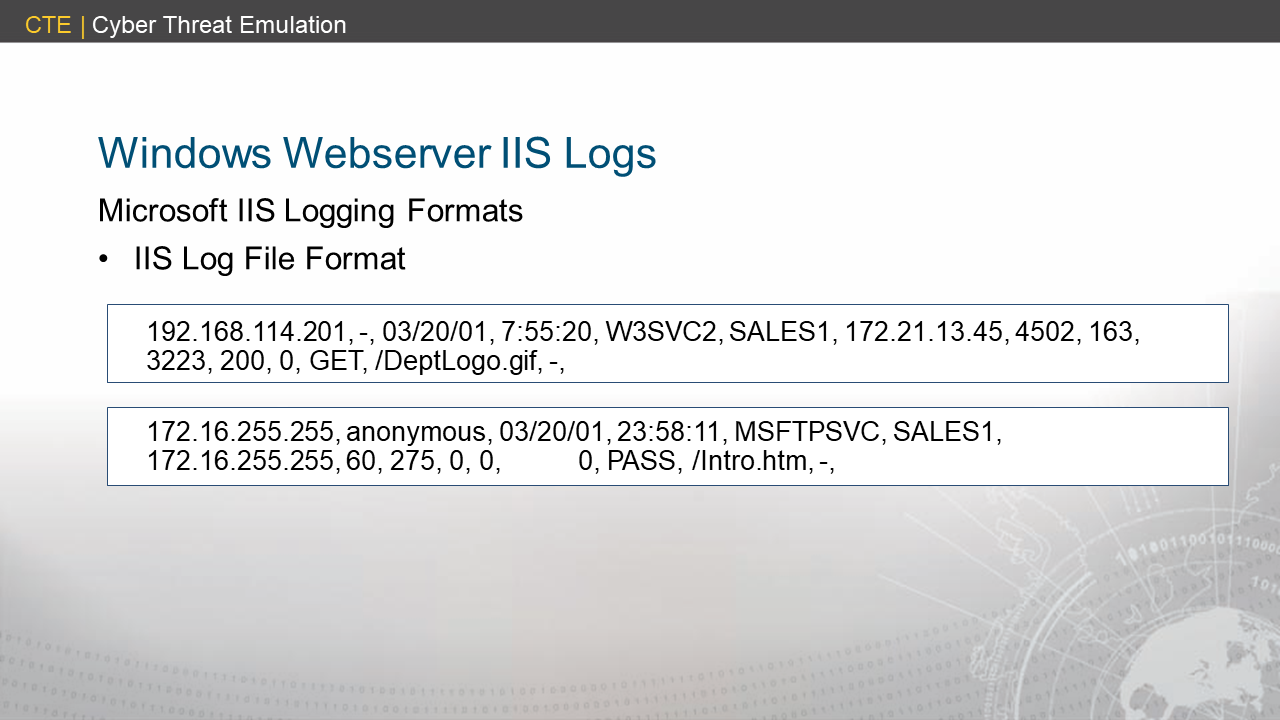 CTE | Cyber Threat Emulation
Windows Webserver IIS Logs
Microsoft IIS Logging Formats
• IIS Log File Format
192.168.114.201, -, 03/20/01, 7:55:20, W3SVC2, SALES1, 172.21.13.45, 4502, 163,
3223, 200, 0, GET, /DeptLogo.gif, -,
172.16.255.255, anonymous, 03/20/01, 23:58:11, MSFTPSVC, SALES1,
172.16.255.255, 60, 275, 0, 0, 0, PASS, /Intro.htm, -,